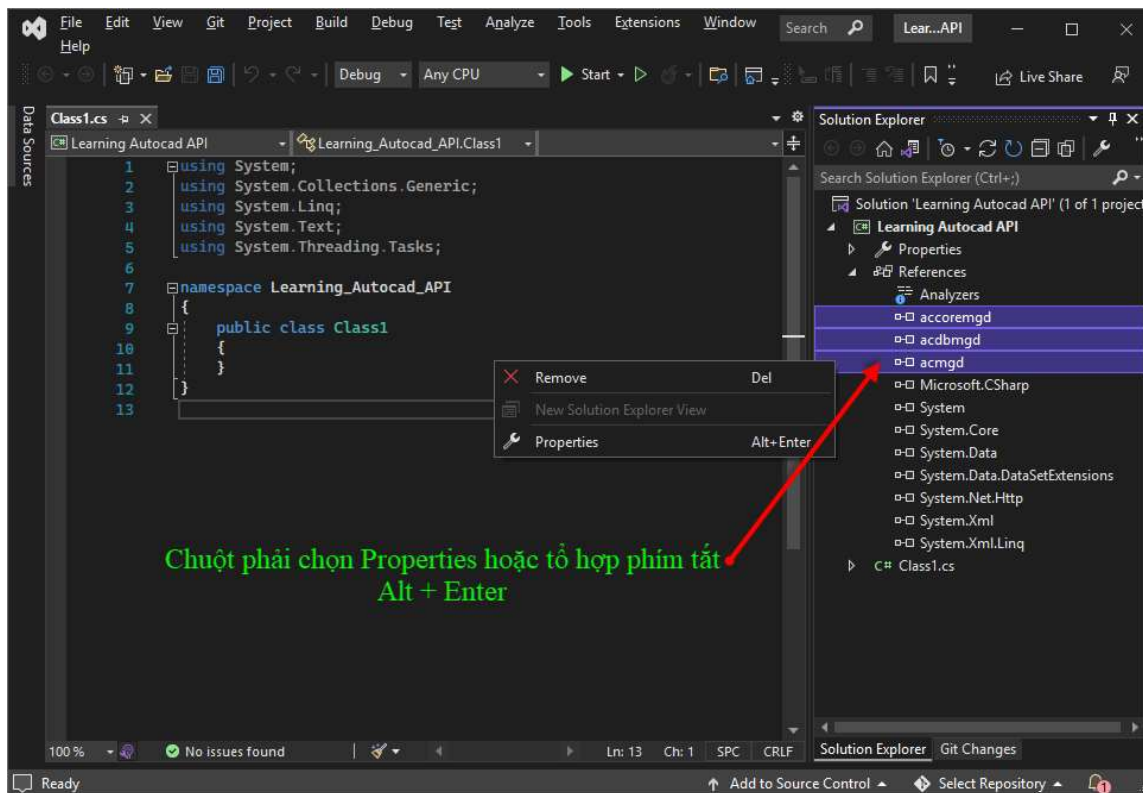 File Edit View Git Project Build Debug Test Analyze Tools Extensions Window Search Lear...API
Help
Debug Any CPU Start Live Share
Data Sources
Class1.cs
Learning Autocad API Learning_Autocad_API.Class1
1 using System;
2 using System.Collections.Generic;
3 using System.Linq;
4 using System.Text;
5 using System.Threading.Tasks;
6
7 namespace Learning_Autocad_API
8 {
9 public class Class1
10 {
11 }
12 }
13
Remove Del
New Solution Explorer View
Properties Alt+Enter
Chuột phải chọn Properties hoặc tổ hợp phím tắt
Alt + Enter
100 % No issues found Ln: 13 Ch: 1 SPC CRLF
Solution Explorer
Search Solution Explorer (Ctrl+;)
Solution 'Learning Autocad API' (1 of 1 project
Learning Autocad API
Properties
References
Analyzers
accoremgd
acdbmgd
acmgd
Microsoft.CSharp
System
System.Core
System.Data
System.Data.DataSetExtensions
System.Net.Http
System.Xml
System.Xml.Linq
C# Class1.cs
Solution Explorer Git Changes
Ready Add to Source Control Select Repository 1